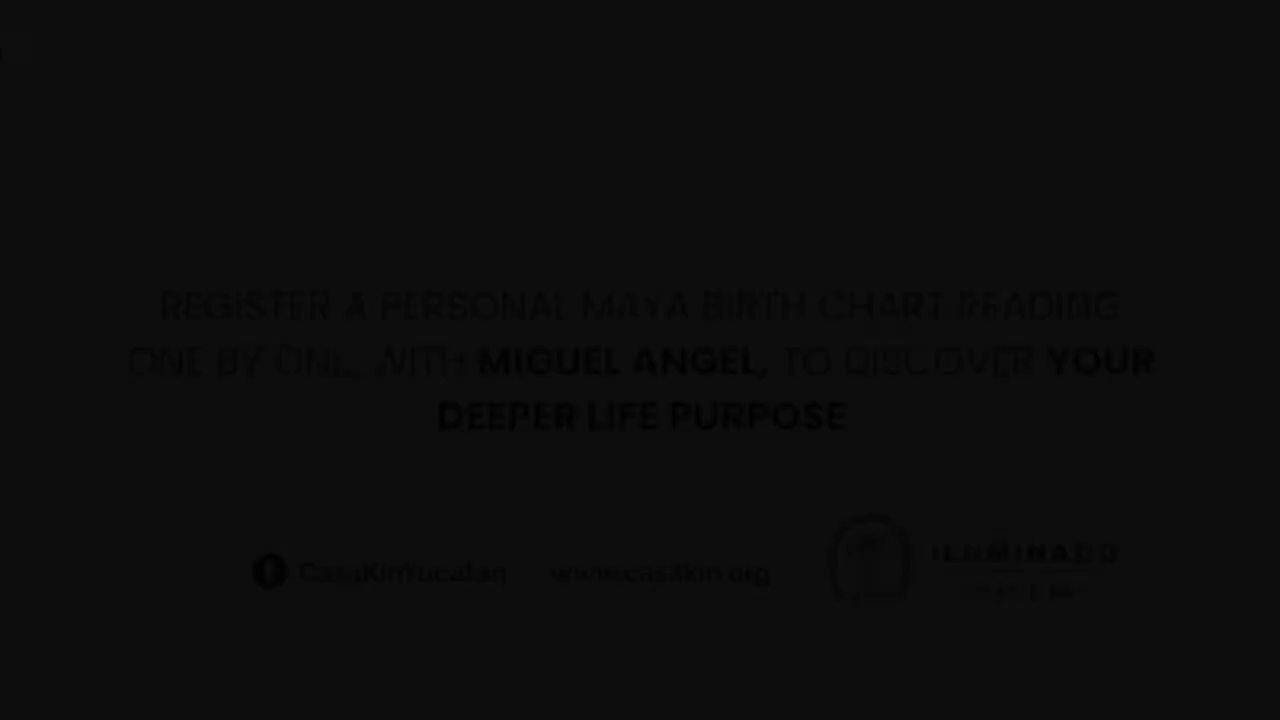 REGISTER A PERSONAL MAYA BIRTH CHART READING
ONE BY ONE, WITH MIGUEL ANGEL, TO DISCOVER YOUR
DEEPER LIFE PURPOSE
CasaKinYucatan www.casakin.org
ILUMINADO